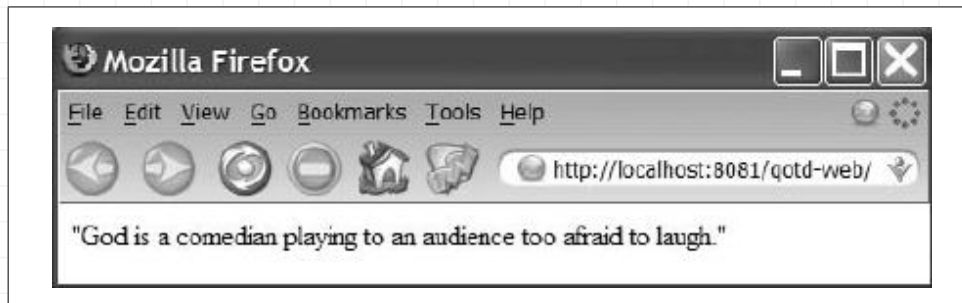 Mozilla Firefox
File Edit View Go Bookmarks Tools Help
http://localhost:8081/qotd-web/
"God is a comedian playing to an audience too afraid to laugh."